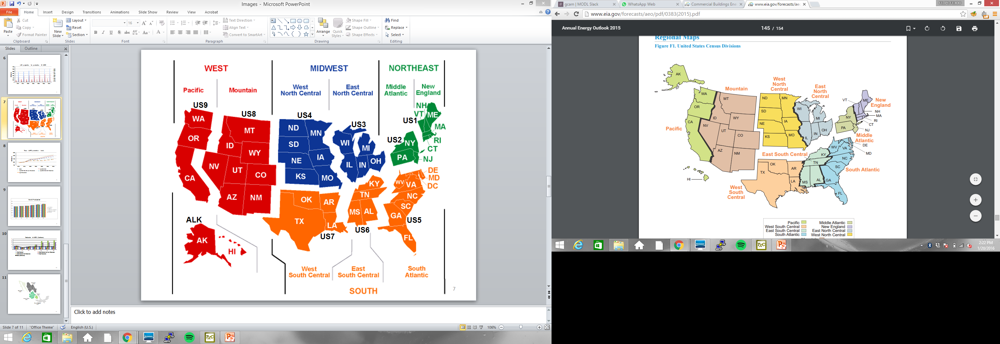 Images - Microsoft PowerPoint
File Home Insert Design Transitions Animations Slide Show Review View Acrobat
Paste
Cut
Copy
Format Painter
Clipboard
New
Slide
Layout
Reset
Section
Slides
16
Font
Text Direction
Align Text
Convert to SmartArt
Paragraph
Arrange
Quick
Styles
Shape Fill
Shape Outline
Shape Effects
Drawing
Find
Replace
Select
Editing
Slides Outline
6
7
8
9
10
11
WEST MIDWEST NORTHEAST
Pacific
Mountain
West
North Central
East
North Central
Middle
Atlantic
New
England
US9
US8
US4
US3
US1
US2
WA
OR
CA
MT
ID
WY
NV
UT
CO
AZ
NM
ND
MN
SD
NE
IA
KS
MO
WI
MI
IL
IN
OH
NH
VT
ME
MA
RI
CT
NY
PA
NJ
DE
MD
DC
WV
VA
KY
TN
NC
SC
GA
FL
MS
AL
OK
AR
TX
LA
US7
US6
US5
ALK
AK
HI
West
South Central
East
South Central
South
Atlantic
SOUTH
7
Click to add notes
Slide 7 of 11 "Office Theme" English (U.S.) 106%
gcam | MODL Slack
WhatsApp Web
Commercial Buildings Ene
www.eia.gov/forecasts/aeo
FELIPE FEIJOO
www.eia.gov/forecasts/aeo/pdf/0383(2015).pdf
Annual Energy Outlook 2015
145 / 154
Regional Maps
Figure F1. United States Census Divisions
AK
WA
OR
CA
HI
Pacific
Mountain
MT
ID
WY
NV
UT
CO
AZ
NM
West
North
Central
ND
MN
SD
NE
IA
KS
MO
East
North
Central
WI
MI
IL
IN
OH
New
England
VT
ME
NH
MA
RI
CT
NY
PA
NJ
Middle
Atlantic
DE
MD
WV
VA
NC
SC
GA
FL
South Atlantic
East South Central
KY
TN
MS
AL
OK
AR
TX
LA
West
South
Central
Pacific
West South Central
East South Central
South Atlantic
Middle Atlantic
New England
East North Central
West North Central
2:22 PM
1/20/2016